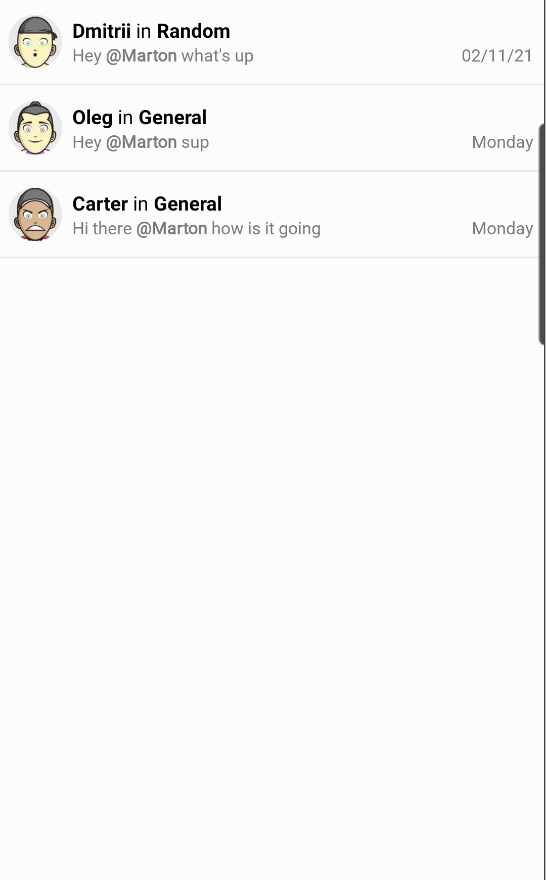 Dmitrii in Random
Hey @Marton what's up 02/11/21
Oleg in General
Hey @Marton sup Monday
Carter in General
Hi there @Marton how is it going Monday